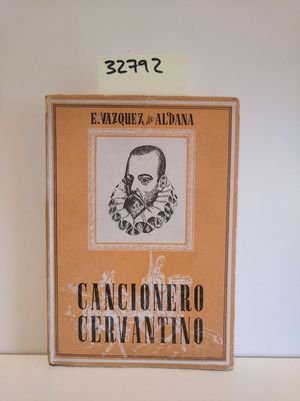 32792
E. VAZQUEZ de ALDANA
CANCIONERO
CERVANTINO